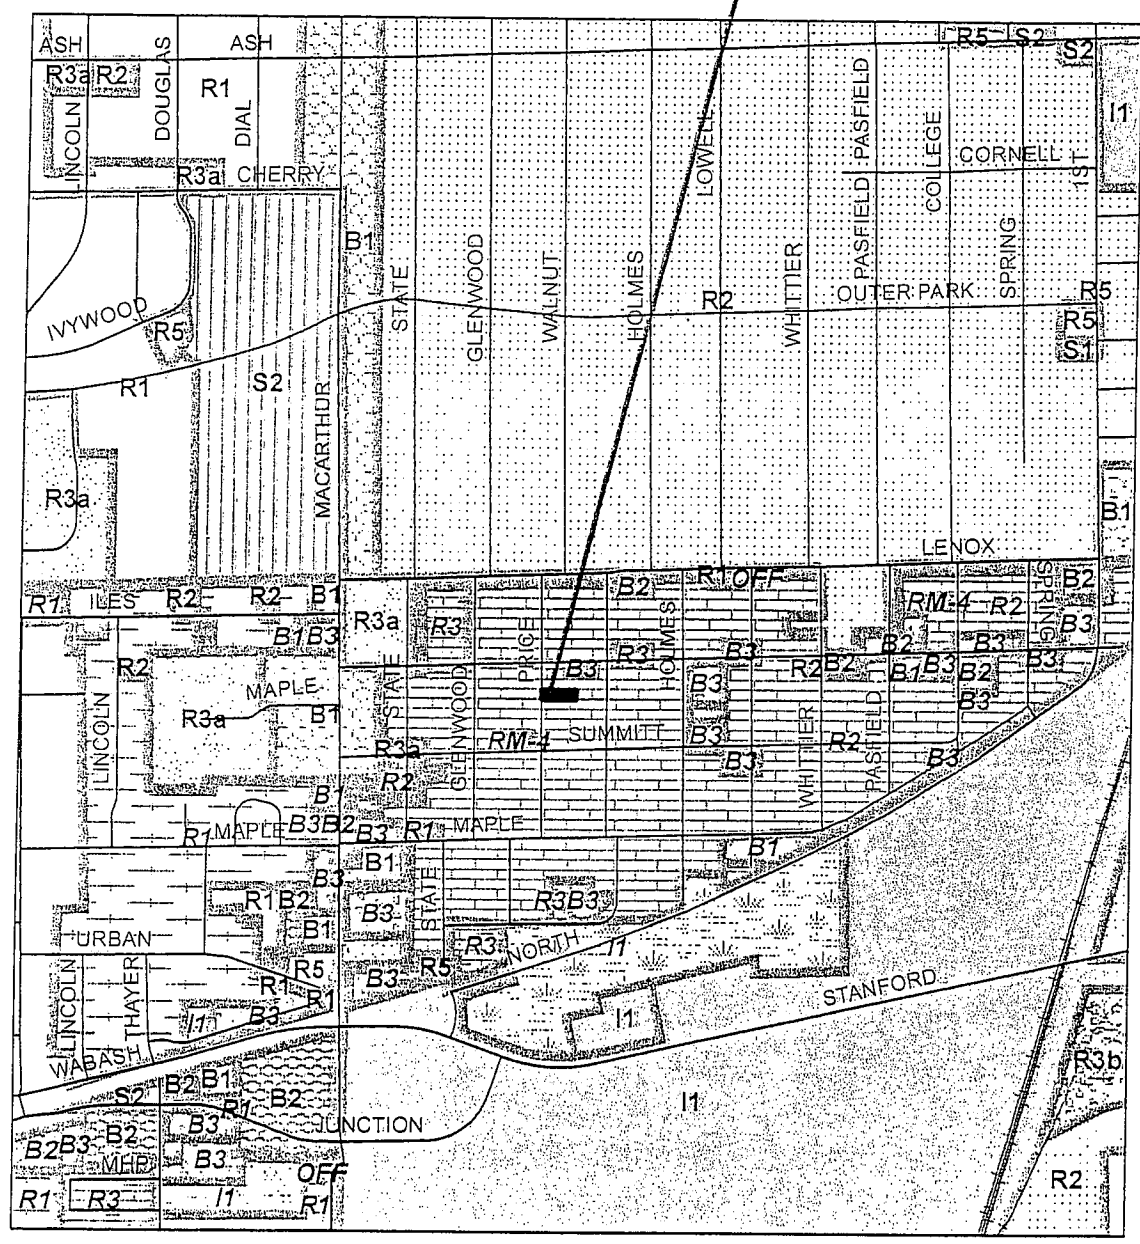 ASH
ASH
R5
S2
S2
R3a
R2
R1
I1
LINCOLN
DOUGLAS
DIAL
LOWELL
PASFIELD
PASFIELD
COLLEGE
CORNELL
1ST
R3a
CHERRY
B1
STATE
GLENWOOD
WALNUT
HOLMES
WHITTIER
PASFIELD
SPRING
OUTER PARK
R2
R5
R5
S1
IVYWOOD
R5
R1
S2
MACARTHUR
R3a
B1
LENOX
R1
ILES
R2
R2
B1
R3a
R3
B2
R1
OFF
RM-4
R2
SPRING
B2
B3
B1
B3
PRICE
HOLMES
R3
B3
B2
B3
B3
R2
STATE
GLENWOOD
B3
B3
R2
B2
B1
B3
B2
B3
MAPLE
R3a
B1
LINCOLN
R3a
RM-4
SUMMITT
B3
B3
WHITTIER
R2
PASFIELD
B3
R2
B1
R1
MAPLE
B3
B2
B3
R1
MAPLE
B1
B1
B3
R1
B2
B3
STATE
R3
B3
B1
URBAN
R3
NORTH
I1
R5
B3
R5
R1
R1
STANFORD
LINCOLN
THAYER
I1
B3
I1
WABASH
R3b
S2
B2
B1
R1
B2
JUNCTION
I1
B2
B3
B2
B3
MHP
B3
OFF
R1
R3
I1
R1
R2